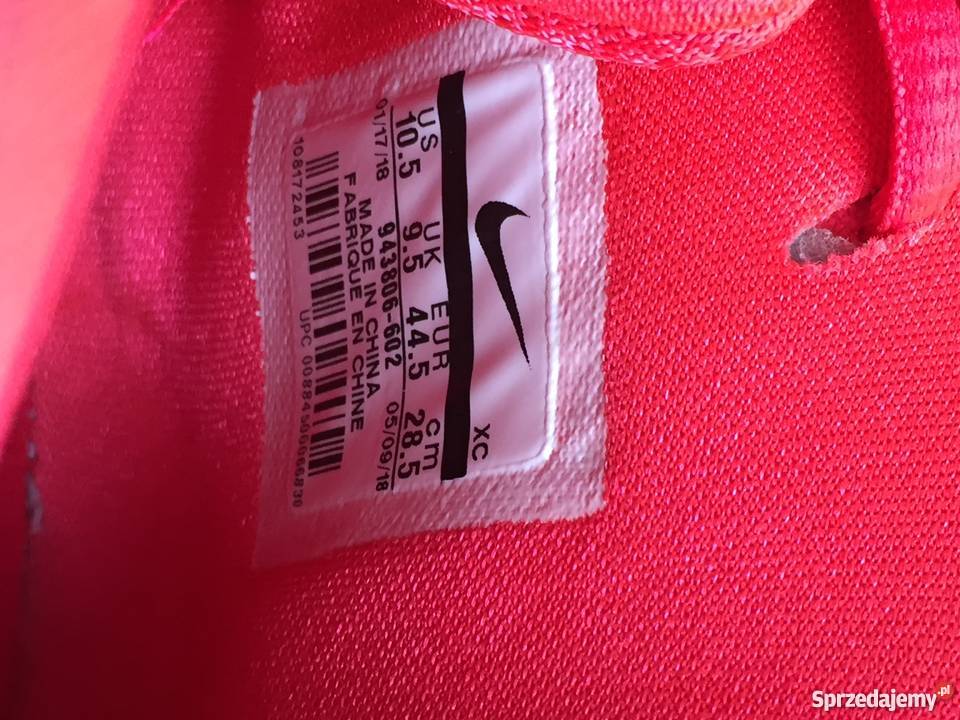 XC
US UK EUR cm
10.5 9.5 44.5 28.5
01/17/18 943806-602 05/09/18
MADE IN CHINA
FABRIQUE EN CHINE
108172453 UPC 00884500066830
Sprzedajemy.pl